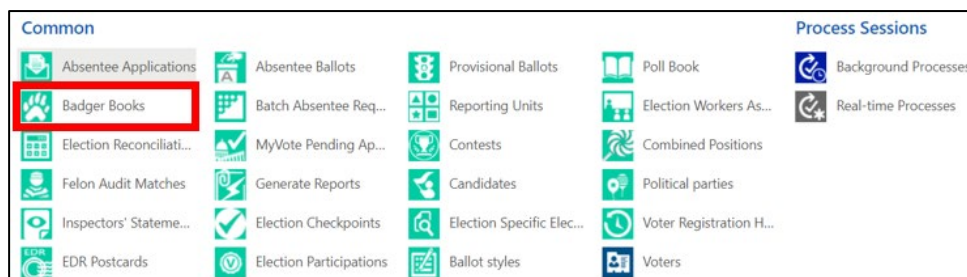 Common
Process Sessions
Absentee Applications
Absentee Ballots
Provisional Ballots
Poll Book
Background Processes
Badger Books
Batch Absentee Req...
Reporting Units
Election Workers As...
Real-time Processes
Election Reconciliati...
MyVote Pending Ap...
Contests
Combined Positions
Felon Audit Matches
Generate Reports
Candidates
Political parties
Inspectors' Stateme...
Election Checkpoints
Election Specific Elec...
Voter Registration H...
EDR
EDR Postcards
Election Participations
Ballot styles
Voters